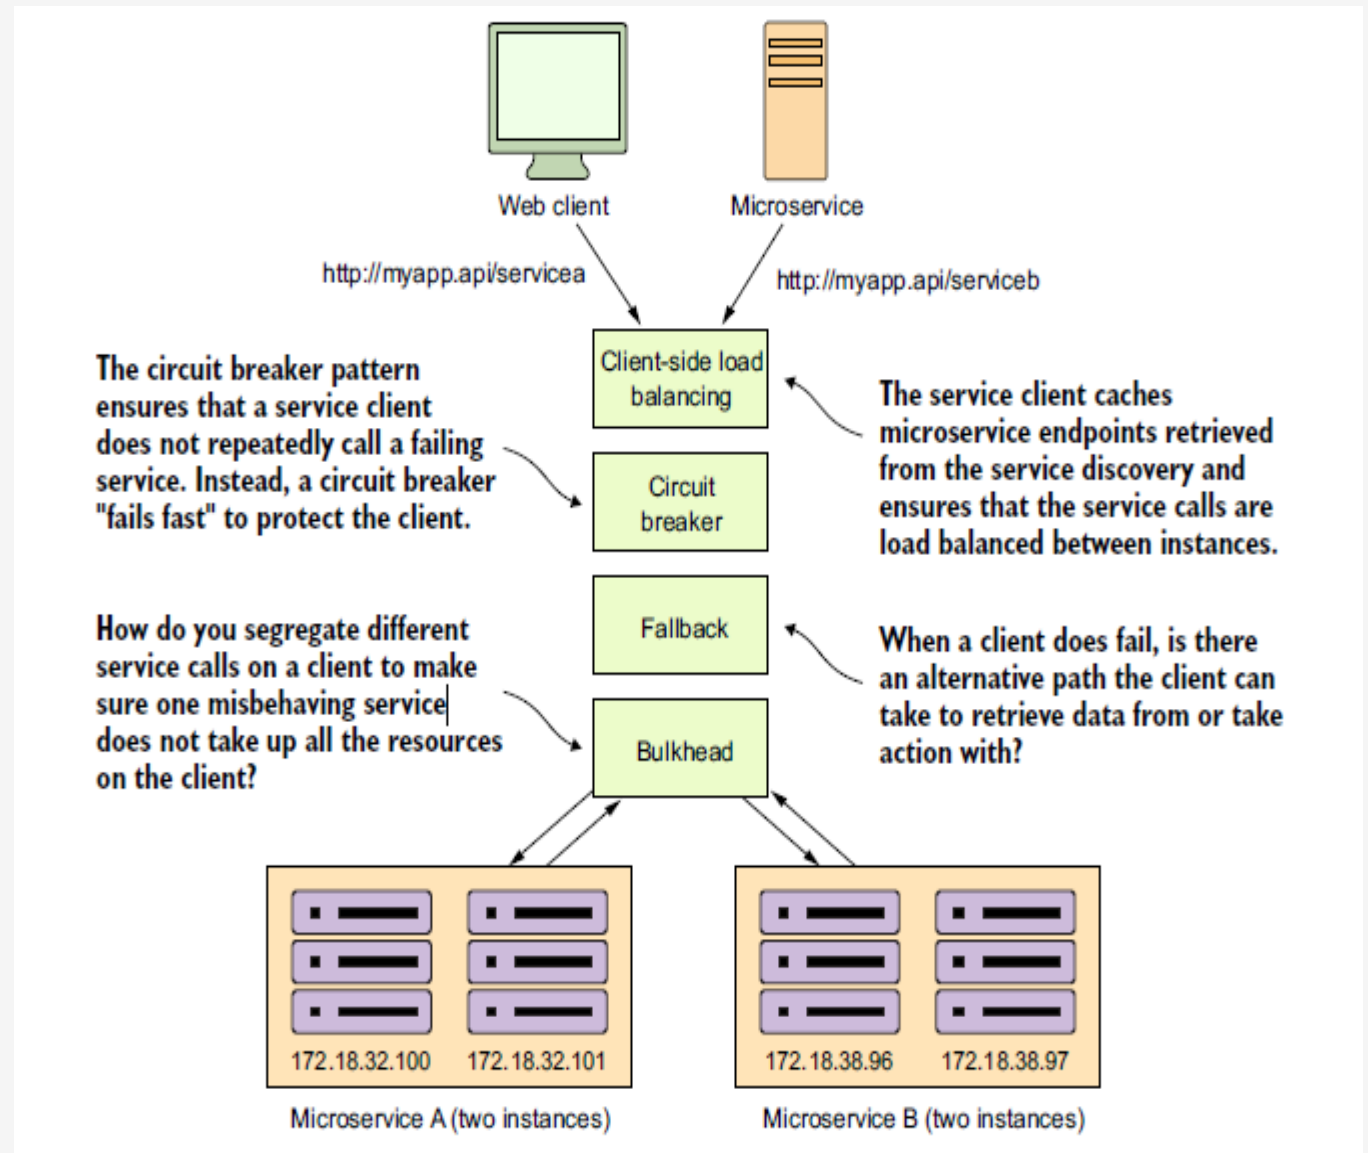 Web client
Microservice
http://myapp.api/servicea
http://myapp.api/serviceb
Client-side load
balancing
The circuit breaker pattern
ensures that a service client
does not repeatedly call a failing
service. Instead, a circuit breaker
"fails fast" to protect the client.
The service client caches
microservice endpoints retrieved
from the service discovery and
ensures that the service calls are
load balanced between instances.
Circuit
breaker
Fallback
How do you segregate different
service calls on a client to make
sure one misbehaving service
does not take up all the resources
on the client?
When a client does fail, is there
an alternative path the client can
take to retrieve data from or take
action with?
Bulkhead
172.18.32.100
172.18.32.101
172.18.38.96
172.18.38.97
Microservice A (two instances)
Microservice B (two instances)